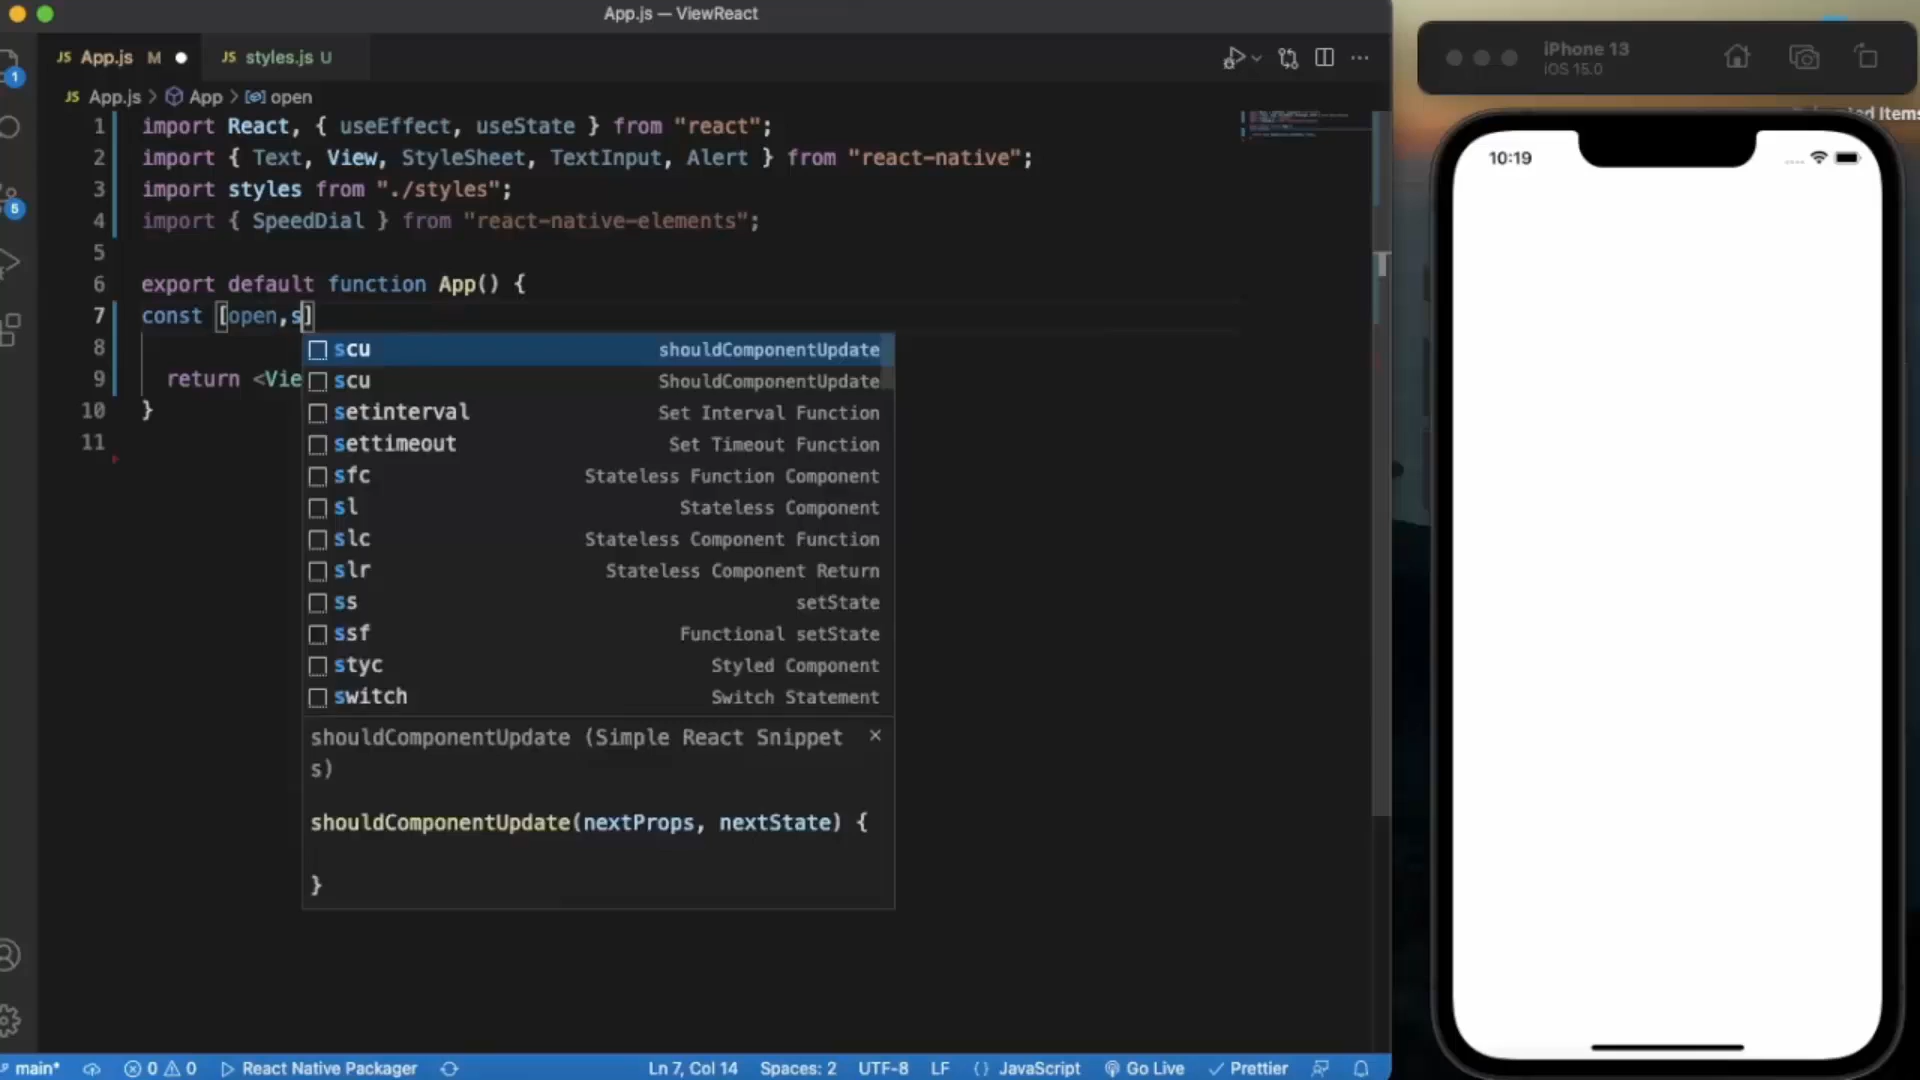 App.js — ViewReact
JS App.js M
JS styles.js U
JS App.js > App > open
1 import React, { useEffect, useState } from "react";
2 import { Text, View, StyleSheet, TextInput, Alert } from "react-native";
3 import styles from "./styles";
4 import { SpeedDial } from "react-native-elements";
5
6 export default function App() {
7 const [open,s]
8
9 return <Vie
10 }
11
scu shouldComponentUpdate
scu ShouldComponentUpdate
setinterval Set Interval Function
settimeout Set Timeout Function
sfc Stateless Function Component
sl Stateless Component
slc Stateless Component Function
slr Stateless Component Return
ss setState
ssf Functional setState
styc Styled Component
switch Switch Statement
shouldComponentUpdate (Simple React Snippet
s)
shouldComponentUpdate(nextProps, nextState) {
}
1
5
main* 0 0 React Native Packager Ln 7, Col 14 Spaces: 2 UTF-8 LF {} JavaScript Go Live Prettier
iPhone 13
iOS 15.0
ed Items
10:19